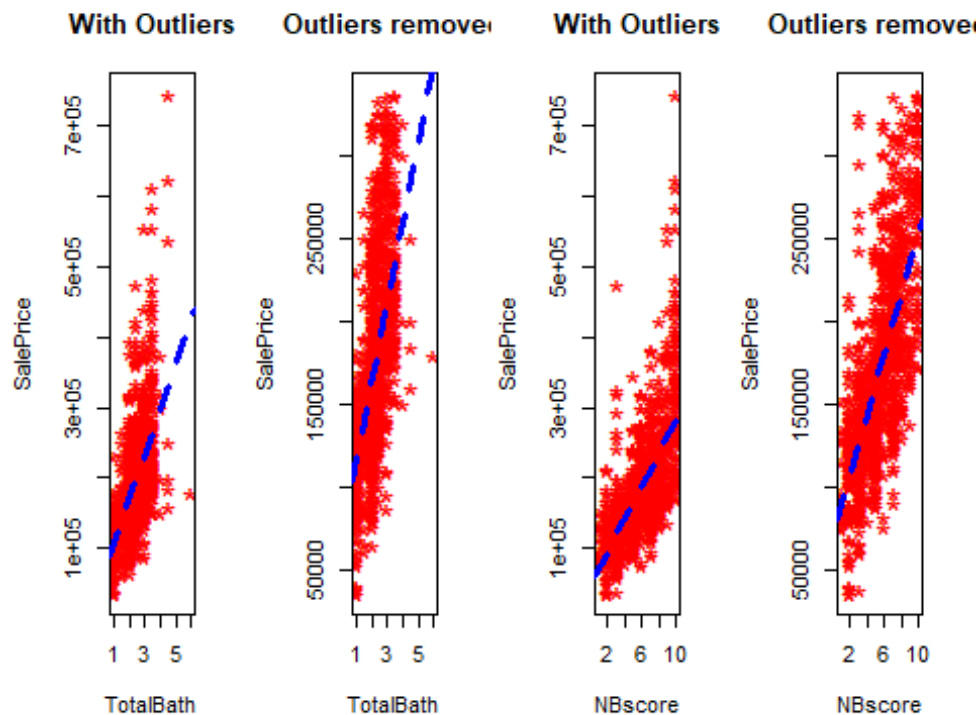 With Outliers
SalePrice
7e+05
5e+05
3e+05
1e+05
1 3 5
TotalBath
Outliers remove
SalePrice
250000
150000
50000
1 3 5
TotalBath
With Outliers
SalePrice
7e+05
5e+05
3e+05
1e+05
2 6 10
NBscore
Outliers remove
SalePrice
250000
150000
50000
2 6 10
NBscore